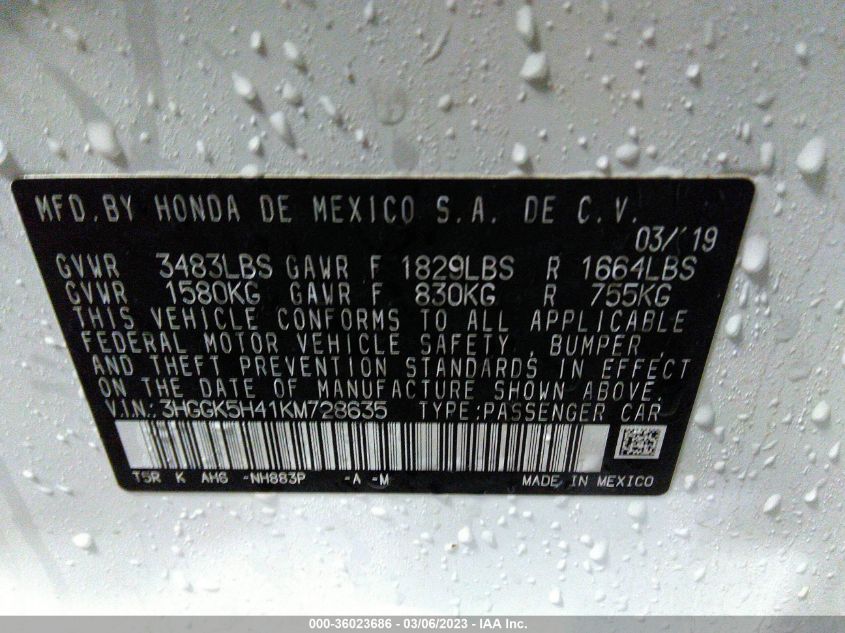 MFD. BY HONDA DE MEXICO S.A. DE C.V.
03/19
GVWR 3483LBS GAWR F 1829LBS R 1664LBS
GVWR 1580KG GAWR F 830KG R 755KG
THIS VEHICLE CONFORMS TO ALL APPLICABLE
FEDERAL MOTOR VEHICLE SAFETY, BUMPER,
AND THEFT PREVENTION STANDARDS IN EFFECT
ON THE DATE OF MANUFACTURE SHOWN ABOVE.
V.I.N.:3HGGK5H41KM728635 TYPE:PASSENGER CAR
T5R K AHG -NH883P -A -M MADE IN MEXICO
000-36023686 - 03/06/2023 - IAA Inc.